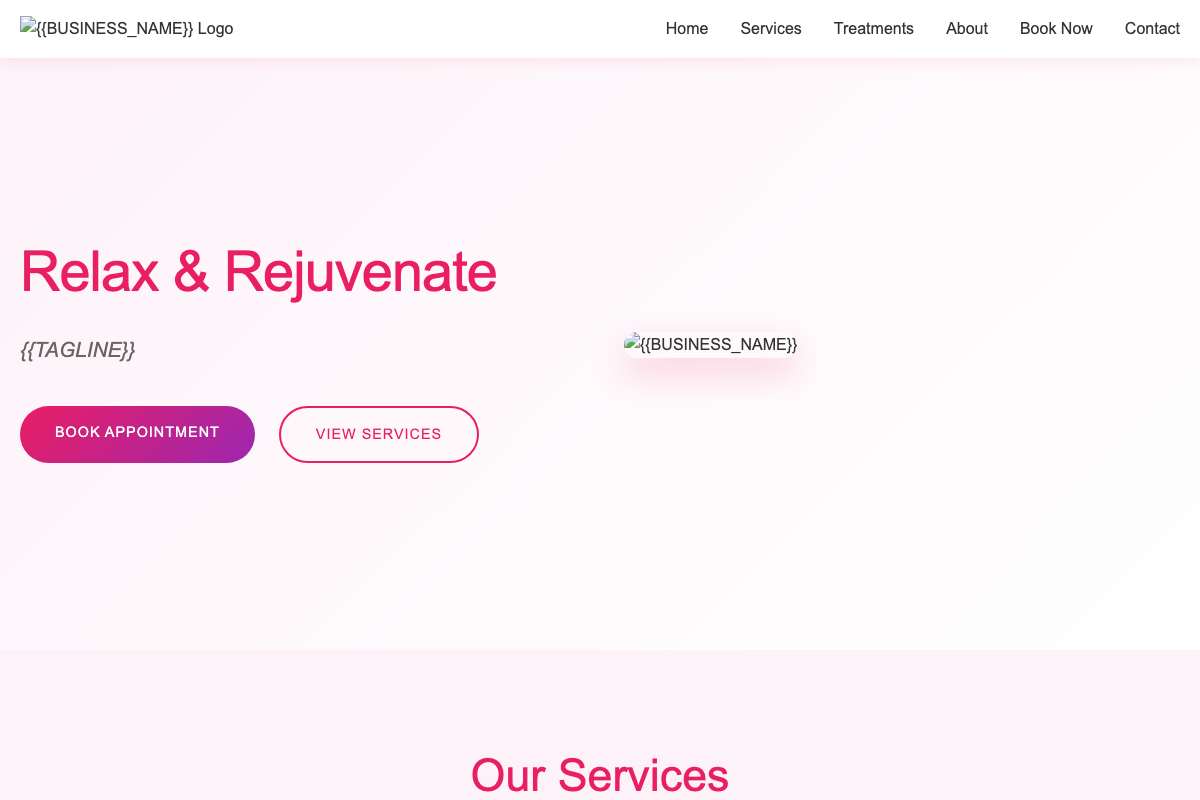 {{BUSINESS_NAME}} Logo
Home Services Treatments About Book Now Contact
Relax & Rejuvenate
{{TAGLINE}}
{{BUSINESS_NAME}}
BOOK APPOINTMENT
VIEW SERVICES
Our Services